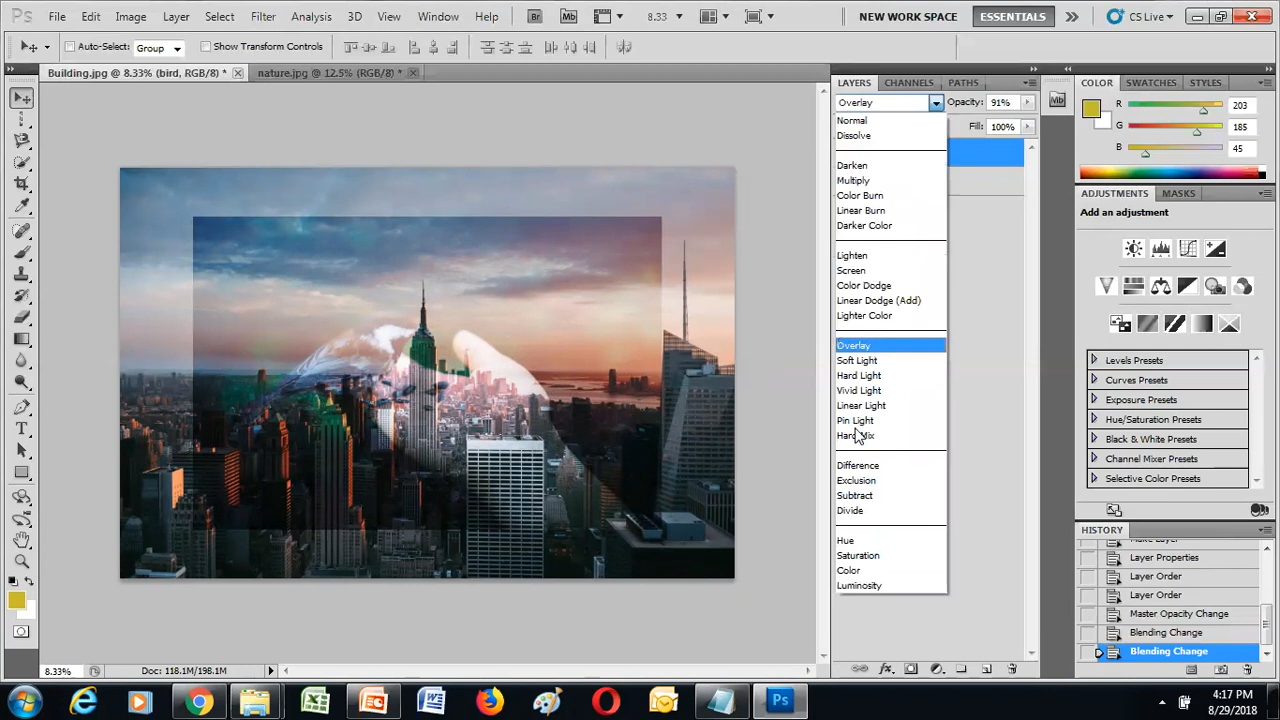 Ps File Edit Image Layer Select Filter Analysis 3D View Window Help Br Mb 8.33 NEW WORK SPACE ESSENTIALS CS Live
Auto-Select: Group Show Transform Controls
Building.jpg @ 8.33% (bird, RGB/8) * nature.jpg @ 12.5% (RGB/8) *
LAYERS CHANNELS PATHS
Overlay Opacity: 91%
Fill: 100%
Normal
Dissolve
Darken
Multiply
Color Burn
Linear Burn
Darker Color
Lighten
Screen
Color Dodge
Linear Dodge (Add)
Lighter Color
Overlay
Soft Light
Hard Light
Vivid Light
Linear Light
Pin Light
Hard Mix
Difference
Exclusion
Subtract
Divide
Hue
Saturation
Color
Luminosity
Mb
COLOR SWATCHES STYLES
R 203
G 185
B 45
ADJUSTMENTS MASKS
Add an adjustment
Levels Presets
Curves Presets
Exposure Presets
Hue/Saturation Presets
Black & White Presets
Channel Mixer Presets
Selective Color Presets
HISTORY
Layer Properties
Layer Order
Layer Order
Master Opacity Change
Blending Change
Blending Change
8.33% Doc: 118.1M/198.1M
4:17 PM
8/29/2018